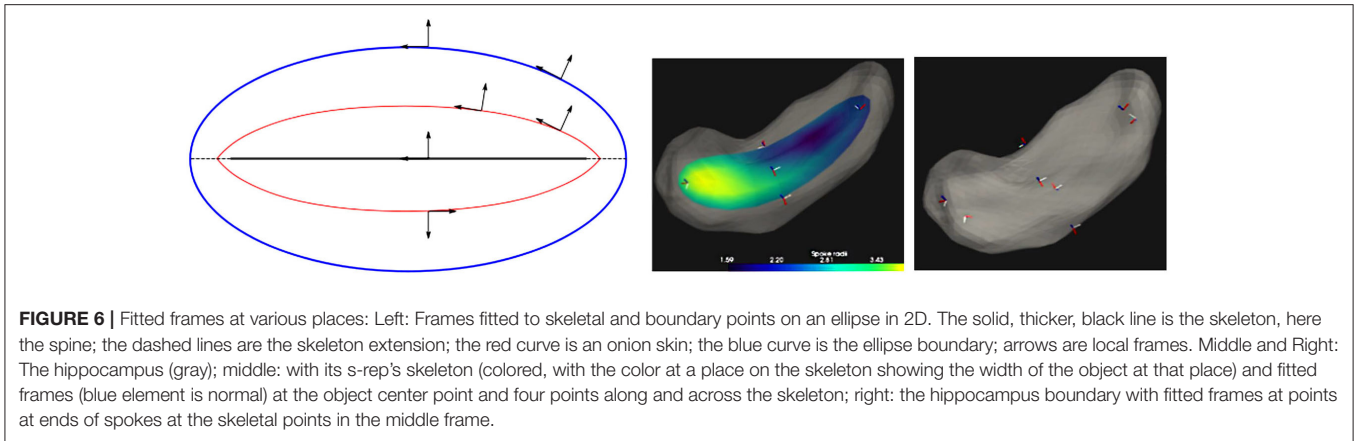 Spoke radii
1.59 2.20 2.81 3.43
FIGURE 6 | Fitted frames at various places: Left: Frames fitted to skeletal and boundary points on an ellipse in 2D. The solid, thicker, black line is the skeleton, here
the spine; the dashed lines are the skeleton extension; the red curve is an onion skin; the blue curve is the ellipse boundary; arrows are local frames. Middle and Right:
The hippocampus (gray); middle: with its s-rep's skeleton (colored, with the color at a place on the skeleton showing the width of the object at that place) and fitted
frames (blue element is normal) at the object center point and four points along and across the skeleton; right: the hippocampus boundary with fitted frames at points
at ends of spokes at the skeletal points in the middle frame.